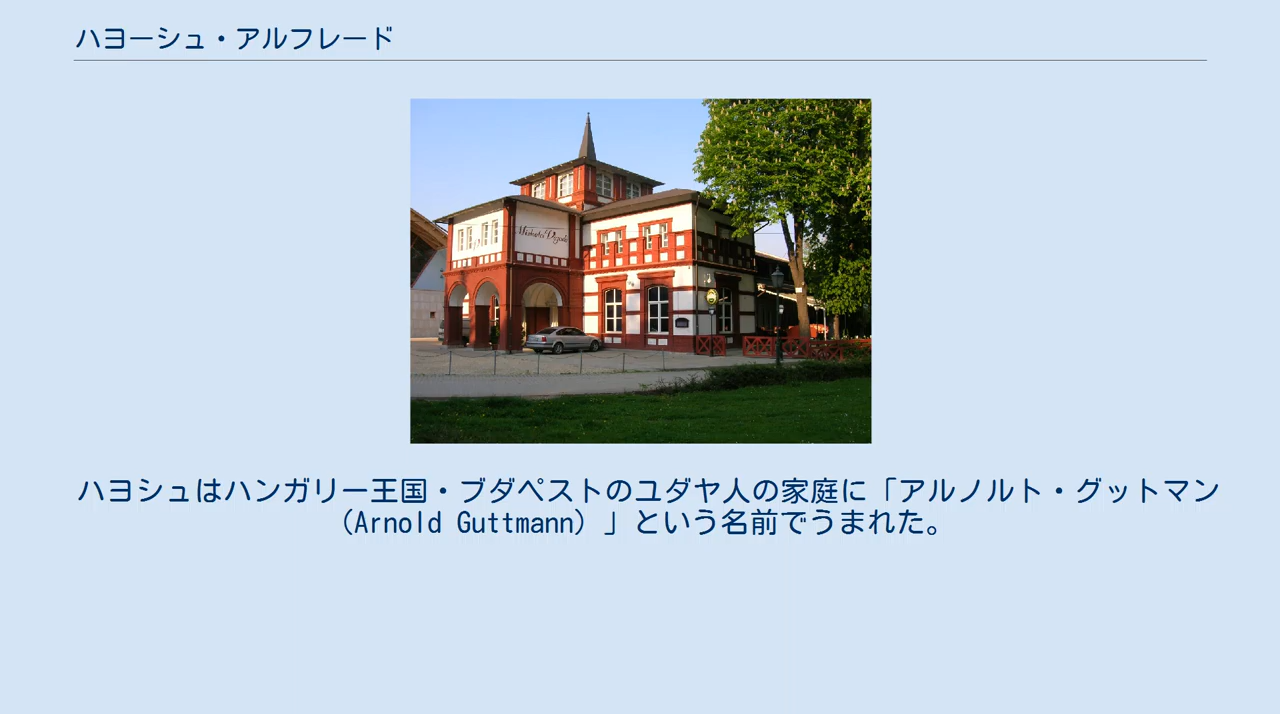 ハヨーシュ・アルフレード
ハヨシュはハンガリー王国・ブダペストのユダヤ人の家庭に「アルノルト・グットマン
（Arnold Guttmann）」という名前でうまれた。